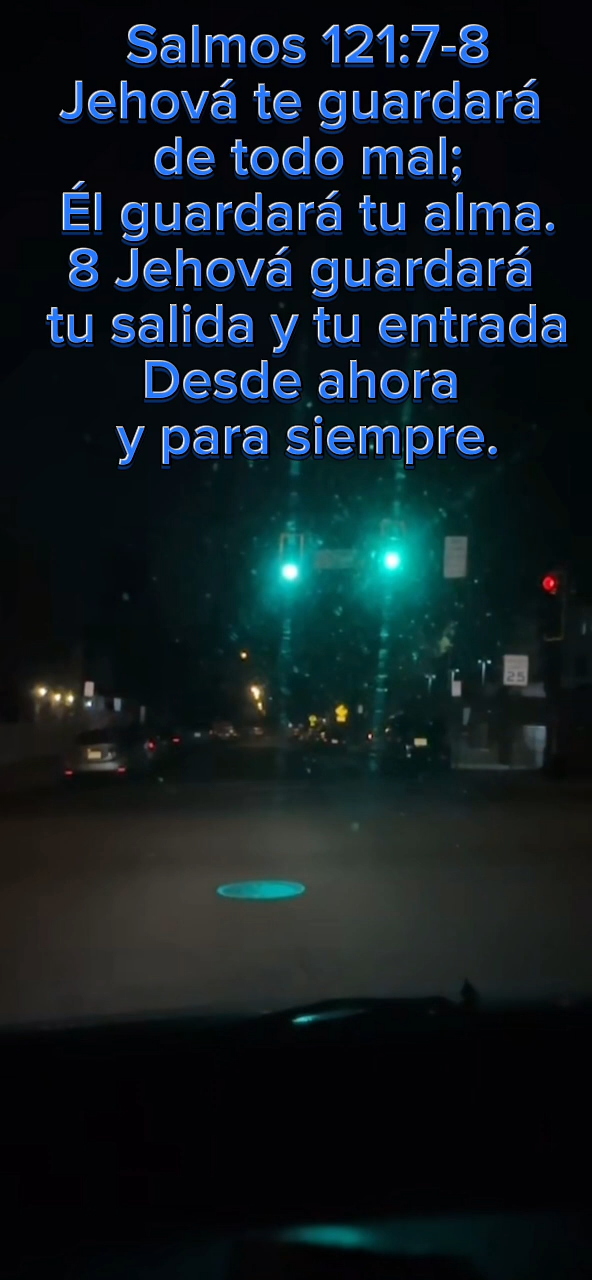 Salmos 121:7-8
Jehová te guardará
de todo mal;
Él guardará tu alma.
8 Jehová guardará
tu salida y tu entrada
Desde ahora
y para siempre.
25